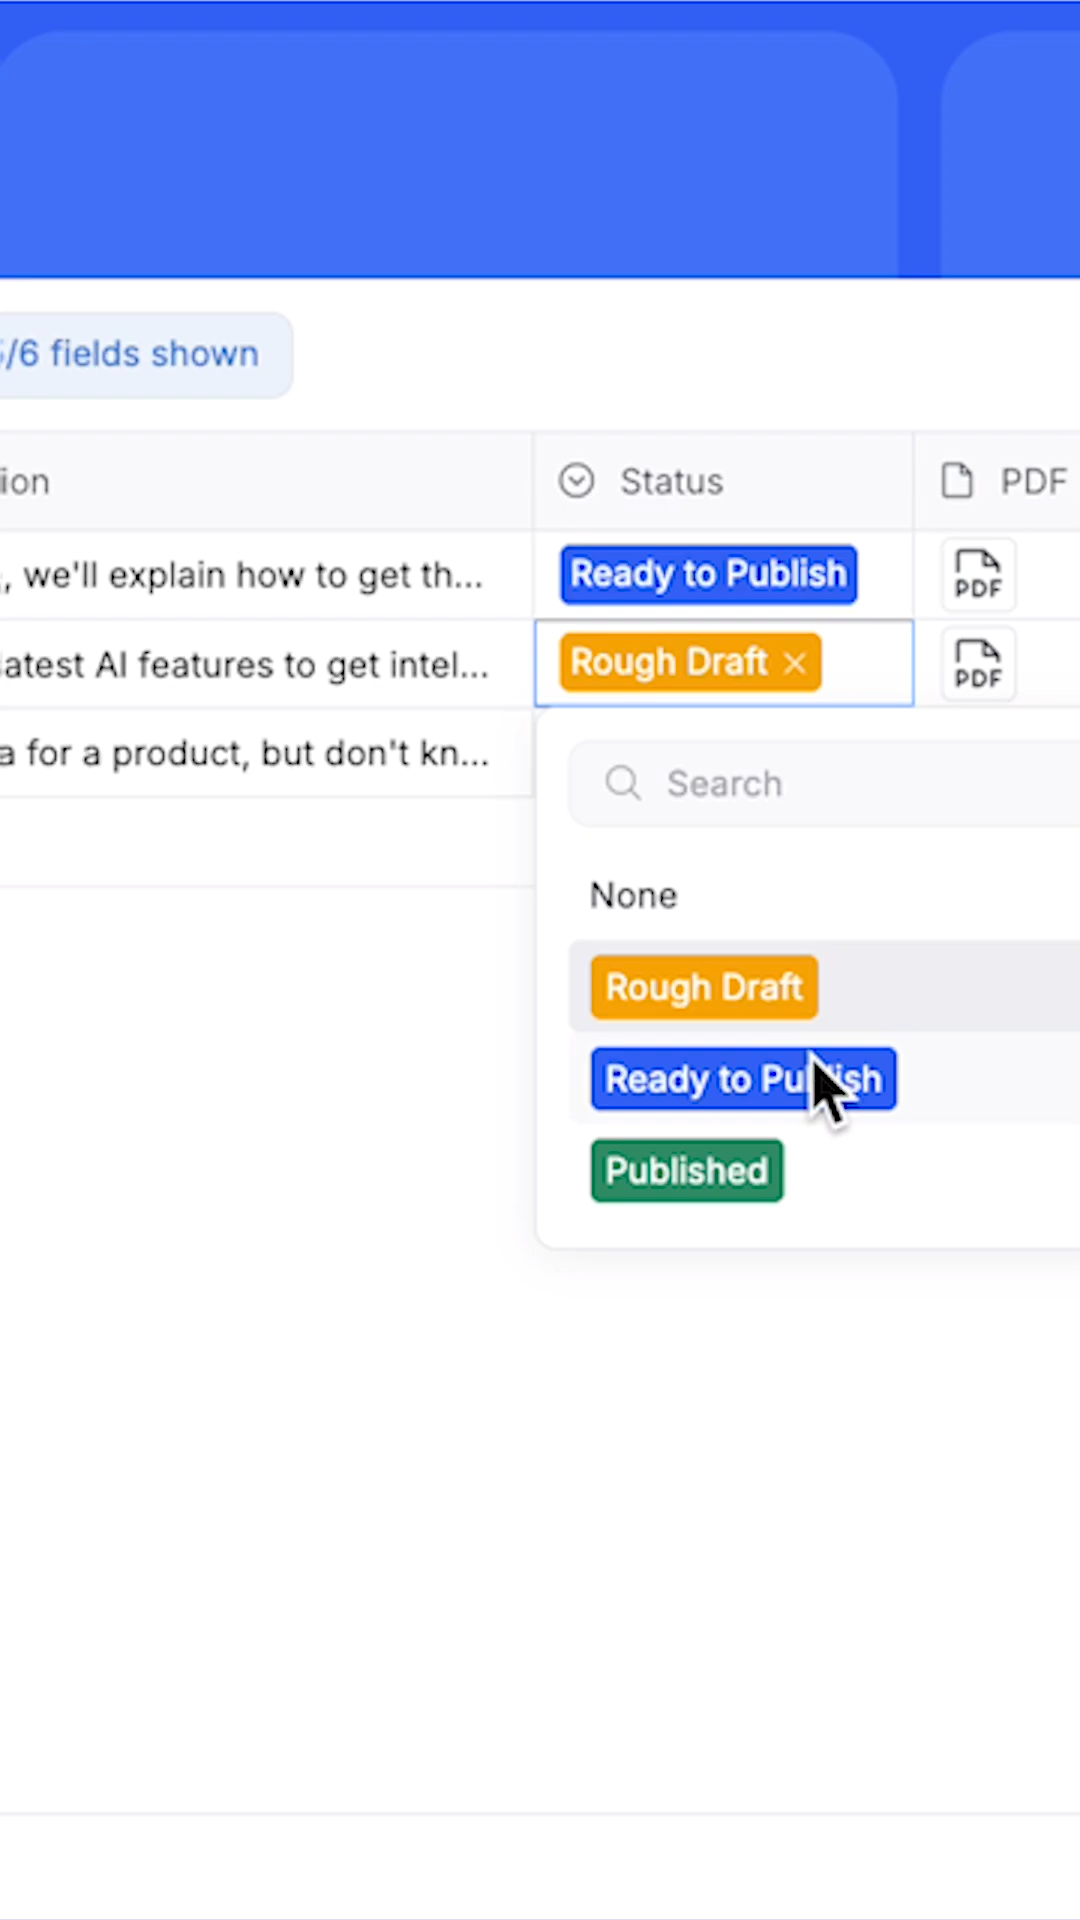 /6 fields shown
ion
Status
PDF
, we'll explain how to get th...
Ready to Publish
PDF
latest AI features to get intel...
Rough Draft
PDF
a for a product, but don't kn...
Search
None
Rough Draft
Ready to Publish
Published